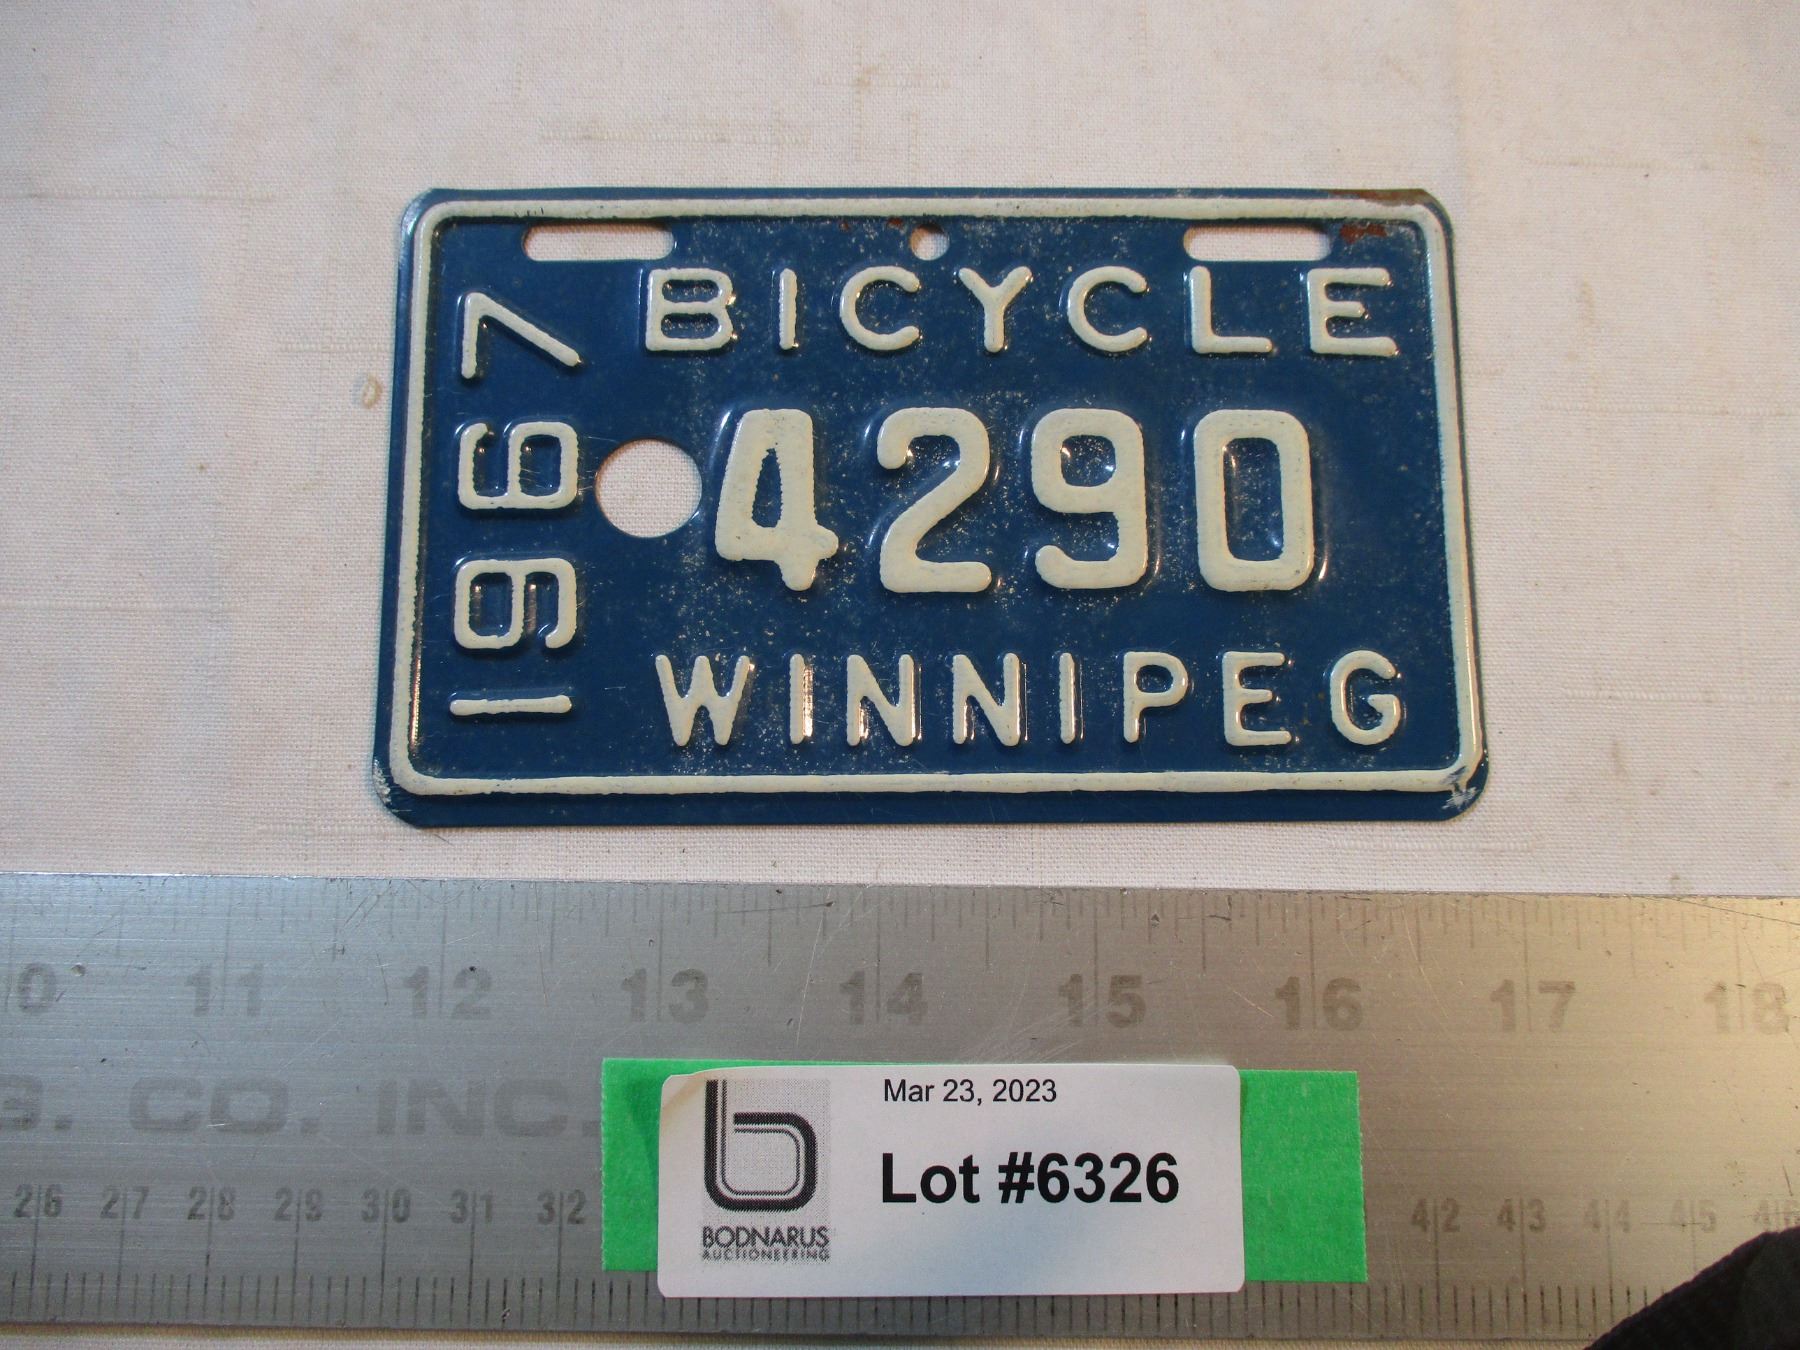 1967
BICYCLE
4290
WINNIPEG
11 12 13 14 15 16 17 18
G. CO. INC.
26 27 28 29 30 31 32 42 43 44 45 46
Mar 23, 2023
Lot #6326
BODNARUS
AUCTIONEERING